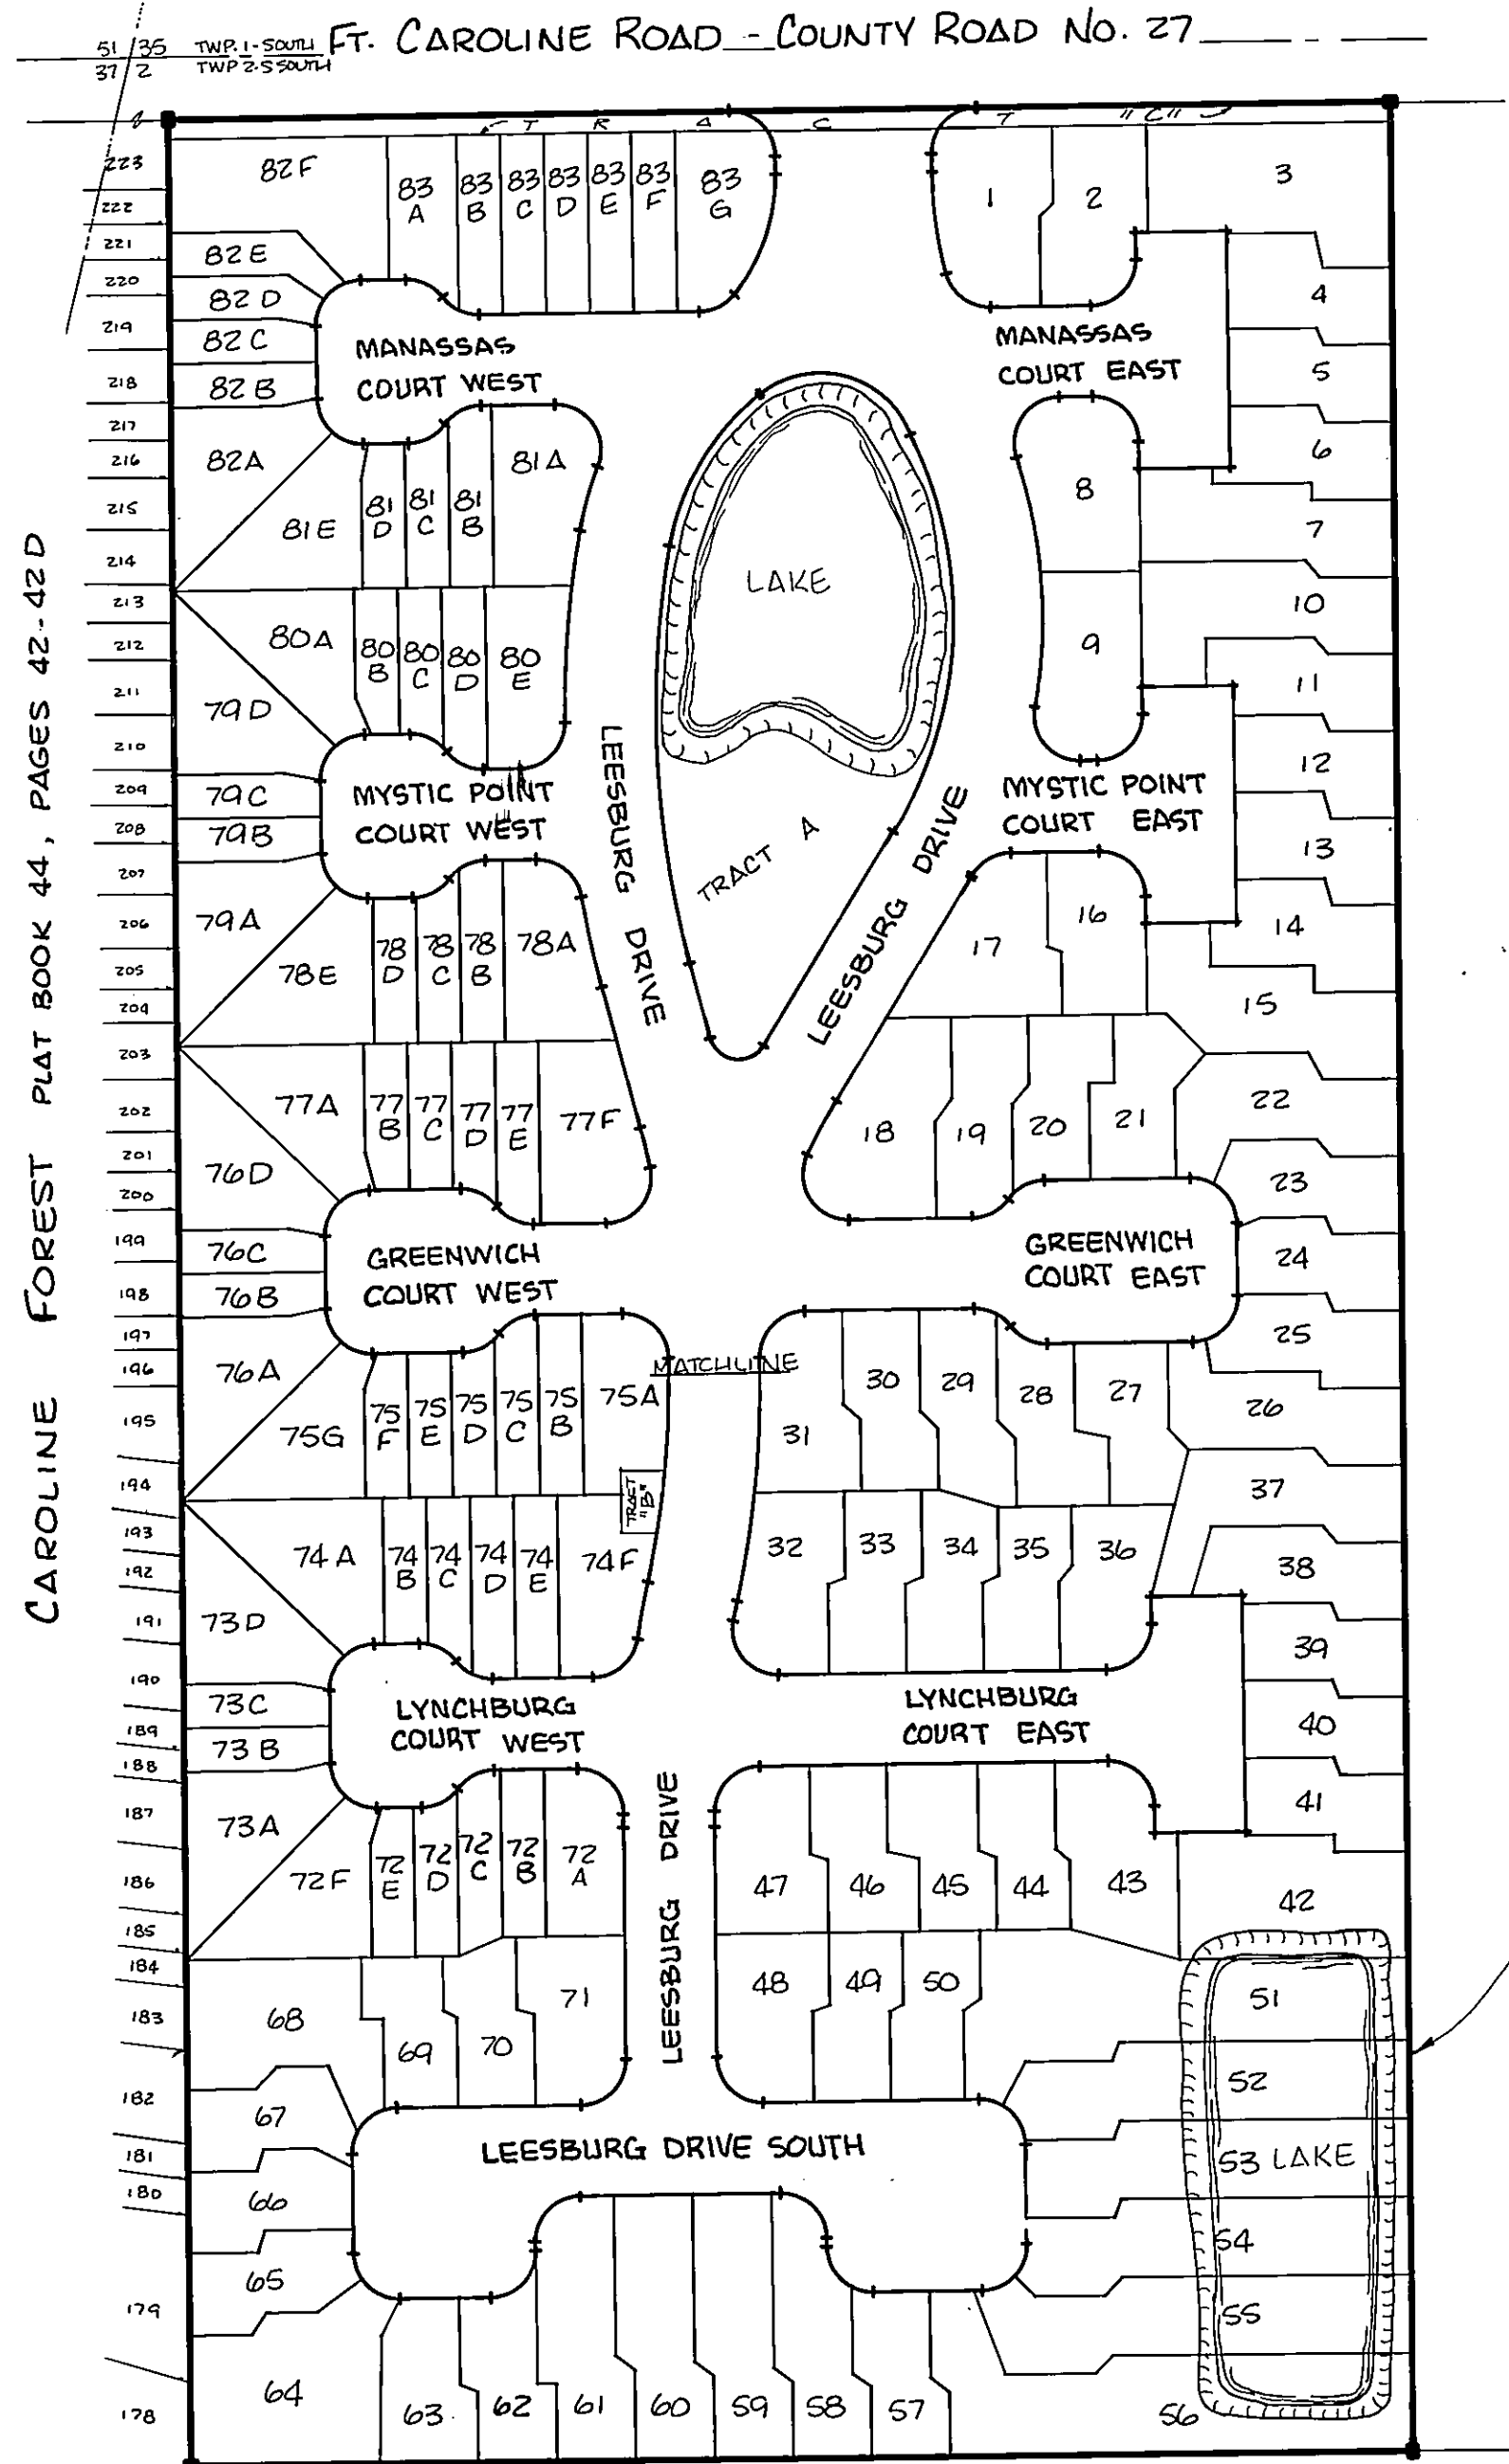 51 35 TWP. 1-SOUTH FT. CAROLINE ROAD - COUNTY ROAD NO. 27
37 2 TWP 2-S SOUTH
TRACT "C"
CAROLINE FOREST PLAT BOOK 44, PAGES 42-42D
223
222
221
220
219
218
217
216
215
214
213
212
211
210
209
208
207
206
205
204
203
202
201
200
199
198
197
196
195
194
193
192
191
190
189
188
187
186
185
184
183
182
181
180
179
178
82F
83 A
83 B
83 C
83 D
83 E
83 F
83 G
1
2
3
82E
82D
82C
82B
82A
MANASSAS
COURT WEST
MANASSAS
COURT EAST
4
5
6
7
8
9
10
11
81E
81 D
81 C
81 B
81A
LAKE
80A
80 B
80 C
80 D
80 E
79D
79C
79B
79A
MYSTIC POINT
COURT WEST
LEESBURG DRIVE
TRACT A
LEESBURG DRIVE
MYSTIC POINT
COURT EAST
12
13
14
15
16
17
78E
78 D
78 C
78 B
78A
77A
77 B
77 C
77 D
77 E
77F
18
19
20
21
22
23
24
25
26
76D
76C
76B
76A
GREENWICH
COURT WEST
GREENWICH
COURT EAST
MATCHLINE
75G
75 F
75 E
75 D
75 C
75 B
75A
TRACT
"B"
31
30
29
28
27
32
33
34
35
36
37
38
39
40
41
42
74A
74 B
74 C
74 D
74 E
74F
73D
73C
73B
73A
LYNCHBURG
COURT WEST
LYNCHBURG
COURT EAST
LEESBURG DRIVE
72F
72 E
72 D
72 C
72 B
72 A
47
46
45
44
43
68
69
70
71
48
49
50
51
52
53 LAKE
54
55
56
LEESBURG DRIVE SOUTH
67
66
65
64
63
62
61
60
59
58
57
LEESBURG DRIVE